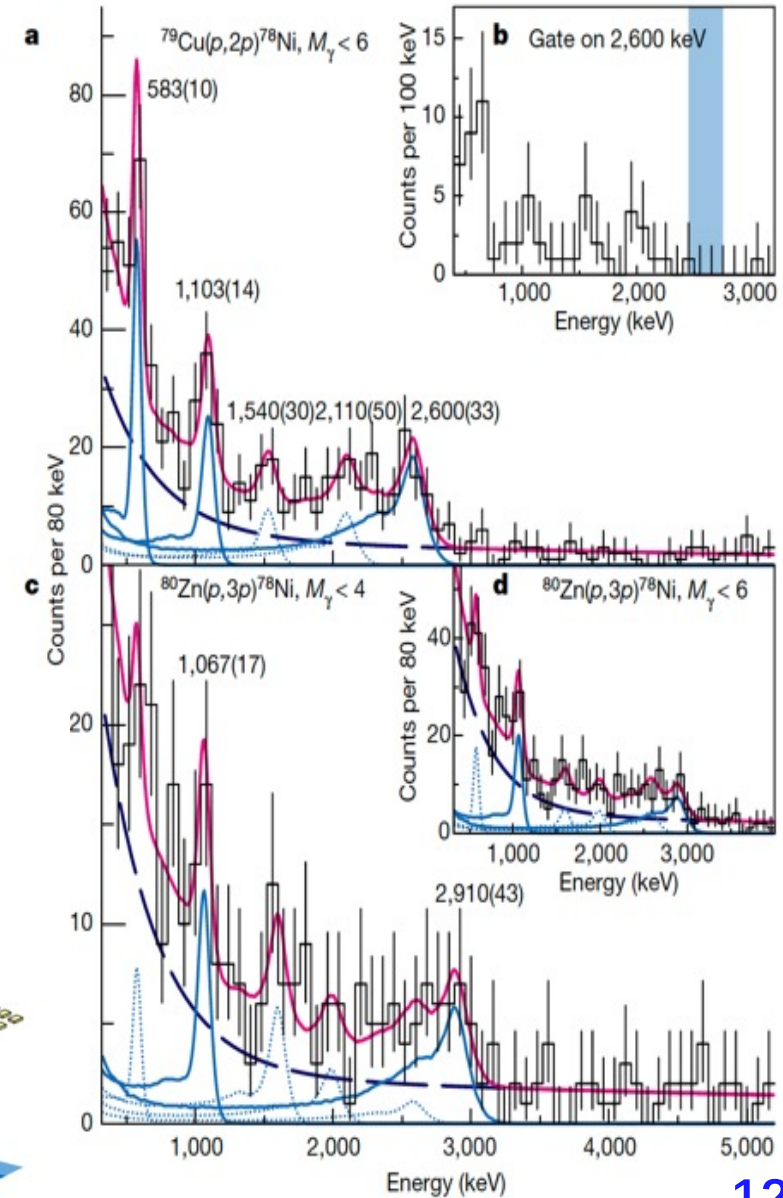 a
⁷⁹Cu(p,2p)⁷⁸Ni, Mγ < 6
583(10)
1,103(14)
1,540(30) 2,110(50) 2,600(33)
80
60
40
20
0
Counts per 80 keV
b
Gate on 2,600 keV
Counts per 100 keV
15
10
5
0
1,000 2,000 3,000
Energy (keV)
c
⁸⁰Zn(p,3p)⁷⁸Ni, Mγ < 4
1,067(17)
2,910(43)
20
10
0
1,000 2,000 3,000 4,000 5,000
Energy (keV)
d
⁸⁰Zn(p,3p)⁷⁸Ni, Mγ < 6
Counts per 80 keV
40
20
0
1,000 2,000 3,000
Energy (keV)